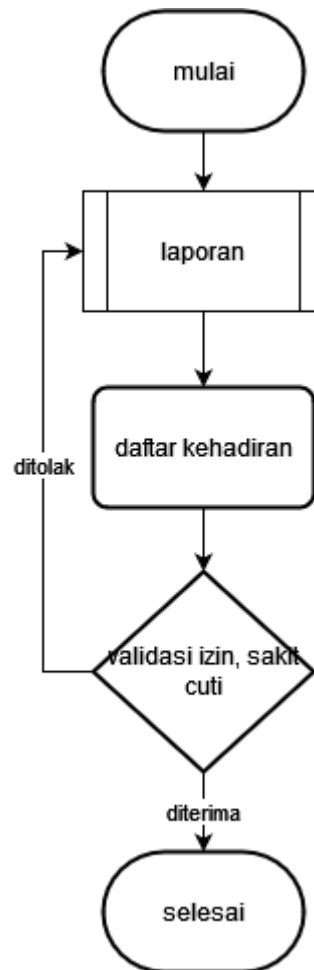 mulai
laporan
daftar kehadiran
ditolak
validasi izin, sakit
cuti
diterima
selesai